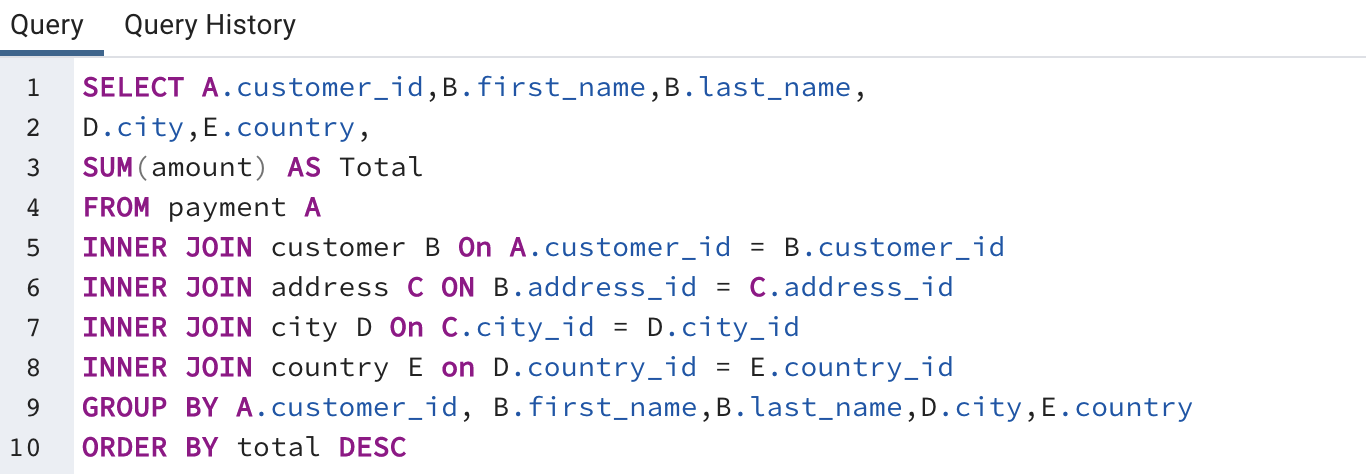 Query Query History
1 SELECT A.customer_id,B.first_name,B.last_name,
2 D.city,E.country,
3 SUM(amount) AS Total
4 FROM payment A
5 INNER JOIN customer B On A.customer_id = B.customer_id
6 INNER JOIN address C ON B.address_id = C.address_id
7 INNER JOIN city D On C.city_id = D.city_id
8 INNER JOIN country E on D.country_id = E.country_id
9 GROUP BY A.customer_id, B.first_name,B.last_name,D.city,E.country
10 ORDER BY total DESC